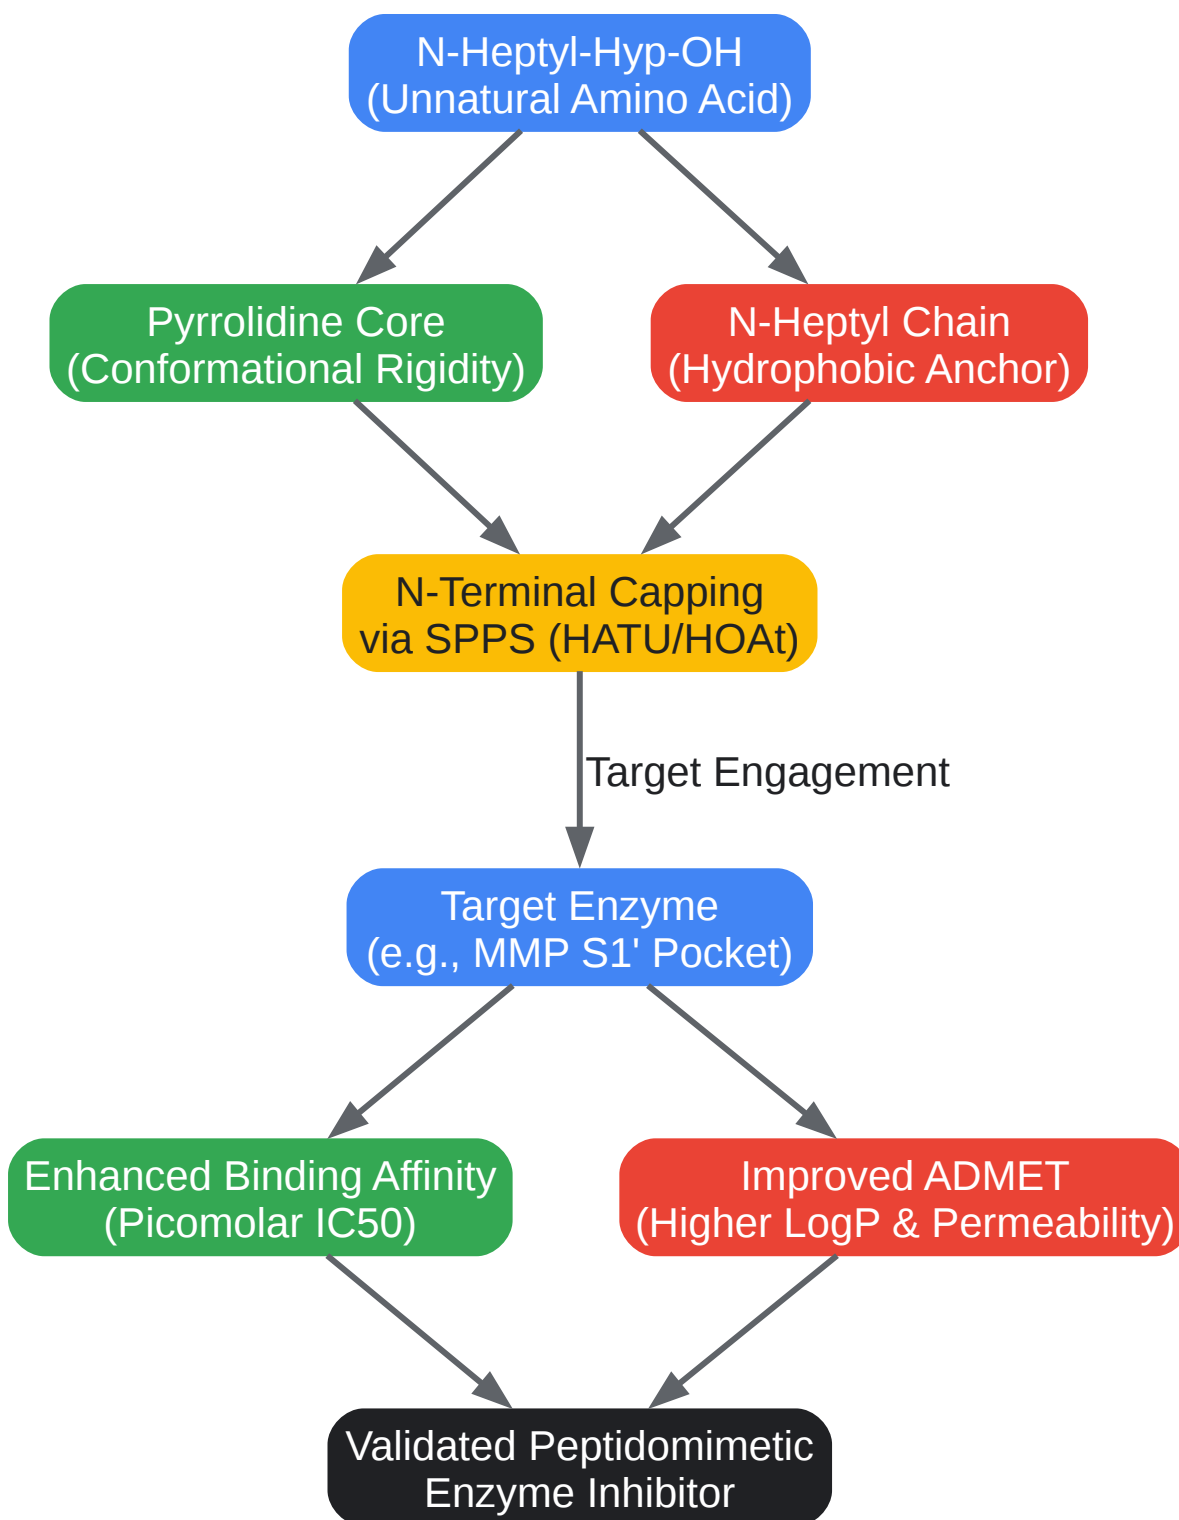 N-Heptyl-Hyp-OH
(Unnatural Amino Acid)
Pyrrolidine Core
(Conformational Rigidity)
N-Heptyl Chain
(Hydrophobic Anchor)
N-Terminal Capping
via SPPS (HATU/HOAt)
Target Engagement
Target Enzyme
(e.g., MMP S1' Pocket)
Enhanced Binding Affinity
(Picomolar IC50)
Improved ADMET
(Higher LogP & Permeability)
Validated Peptidomimetic
Enzyme Inhibitor